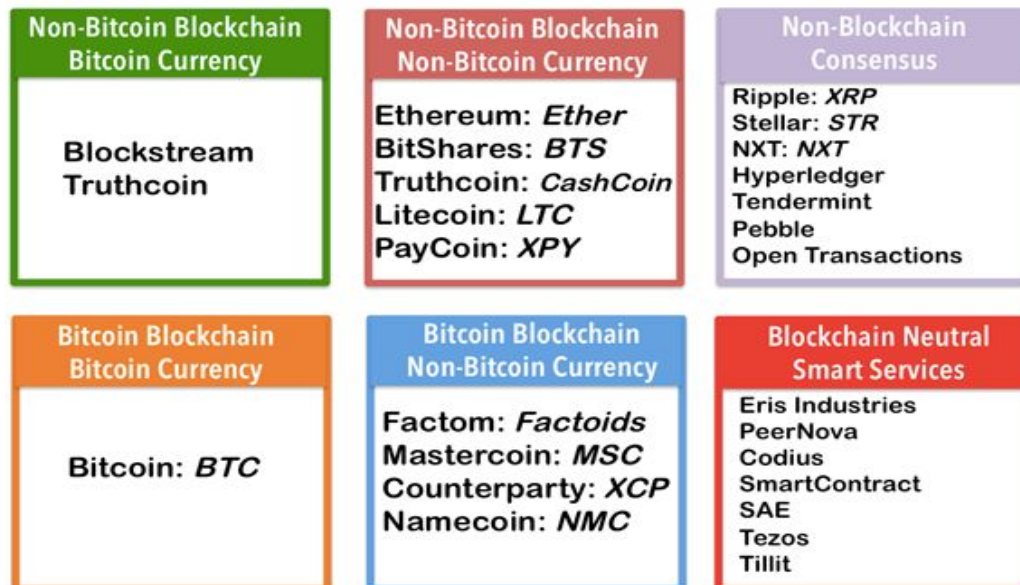 Non-Bitcoin Blockchain
Bitcoin Currency
Blockstream
Truthcoin
Non-Bitcoin Blockchain
Non-Bitcoin Currency
Ethereum: Ether
BitShares: BTS
Truthcoin: CashCoin
Litecoin: LTC
PayCoin: XPY
Non-Blockchain
Consensus
Ripple: XRP
Stellar: STR
NXT: NXT
Hyperledger
Tendermint
Pebble
Open Transactions
Bitcoin Blockchain
Bitcoin Currency
Bitcoin: BTC
Bitcoin Blockchain
Non-Bitcoin Currency
Factom: Factoids
Mastercoin: MSC
Counterparty: XCP
Namecoin: NMC
Blockchain Neutral
Smart Services
Eris Industries
PeerNova
Codius
SmartContract
SAE
Tezos
Tillit